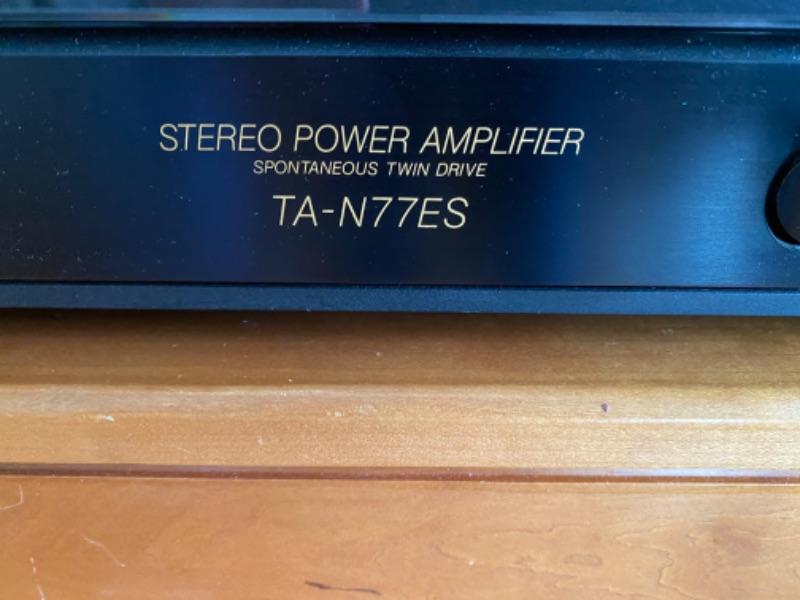 STEREO POWER AMPLIFIER
SPONTANEOUS TWIN DRIVE
TA-N77ES